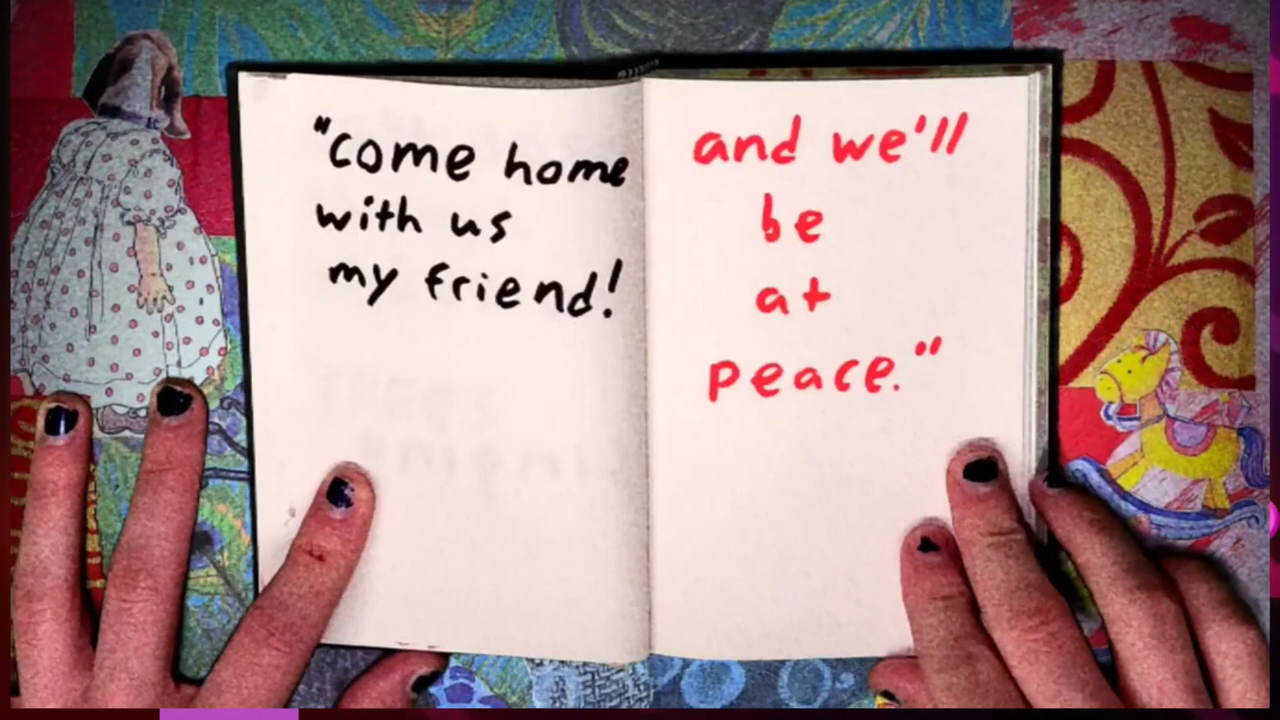 "come home
with us
my friend!
and we'll
be
at
peace."